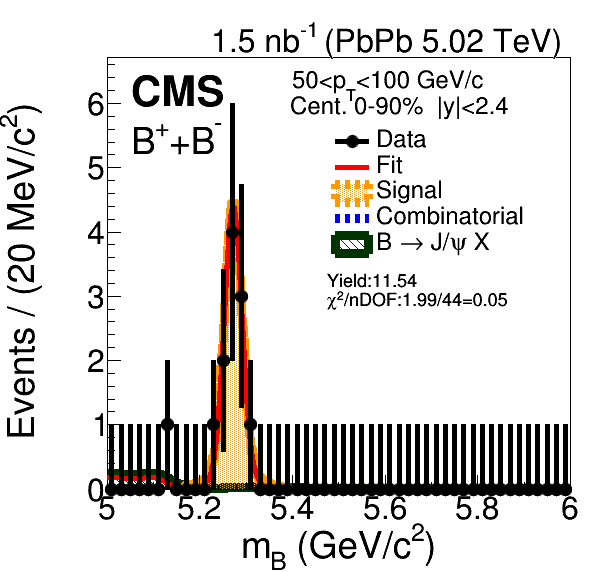 1.5 nb⁻¹ (PbPb 5.02 TeV)
CMS
B⁺+B⁻
50<p_T<100 GeV/c
Cent. 0-90% |y|<2.4
Data
Fit
Signal
Combinatorial
B → J/ψ X
Yield:11.54
χ²/nDOF:1.99/44=0.05
Events / (20 MeV/c²)
6
5
4
3
2
1
0
5 5.2 5.4 5.6 5.8 6
m_B (GeV/c²)